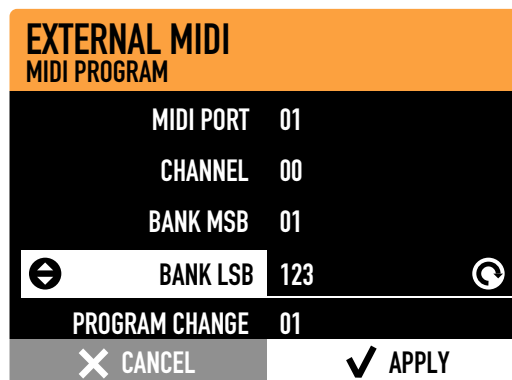 EXTERNAL MIDI
MIDI PROGRAM
MIDI PORT 01
CHANNEL 00
BANK MSB 01
BANK LSB 123
PROGRAM CHANGE 01
CANCEL APPLY